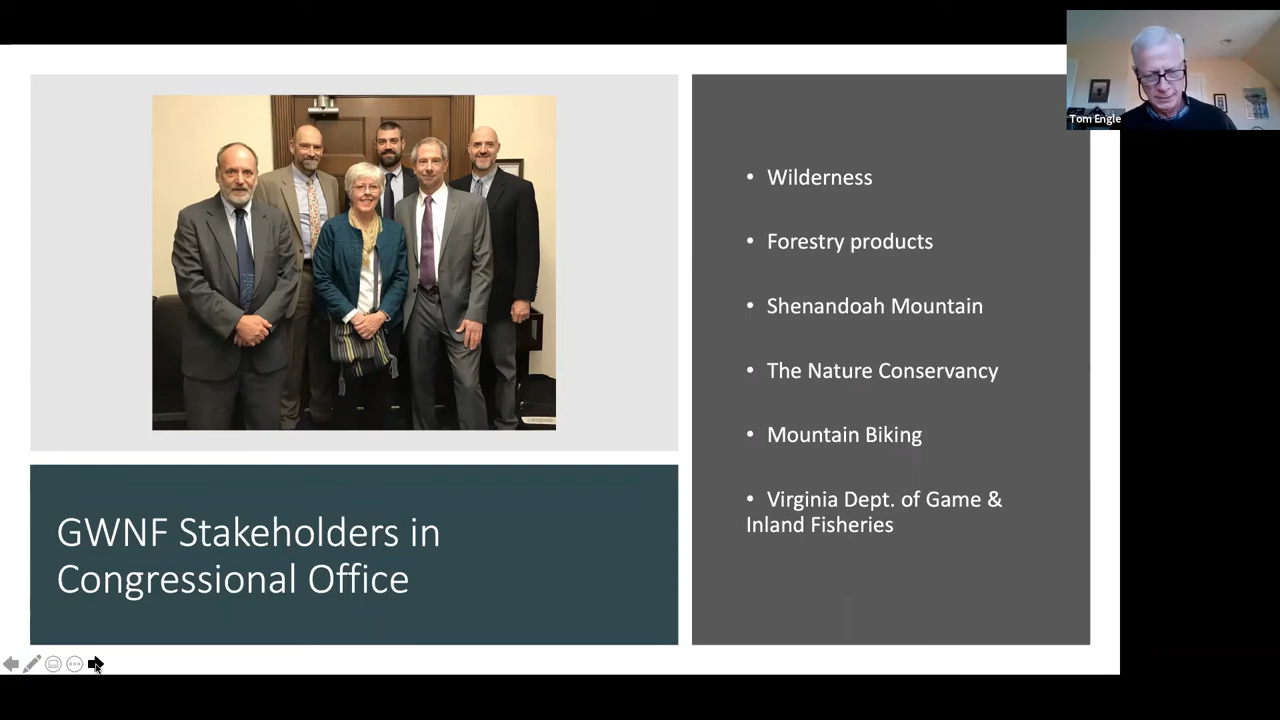 Tom Engle
• Wilderness
• Forestry products
• Shenandoah Mountain
• The Nature Conservancy
• Mountain Biking
• Virginia Dept. of Game &
Inland Fisheries
GWNF Stakeholders in
Congressional Office